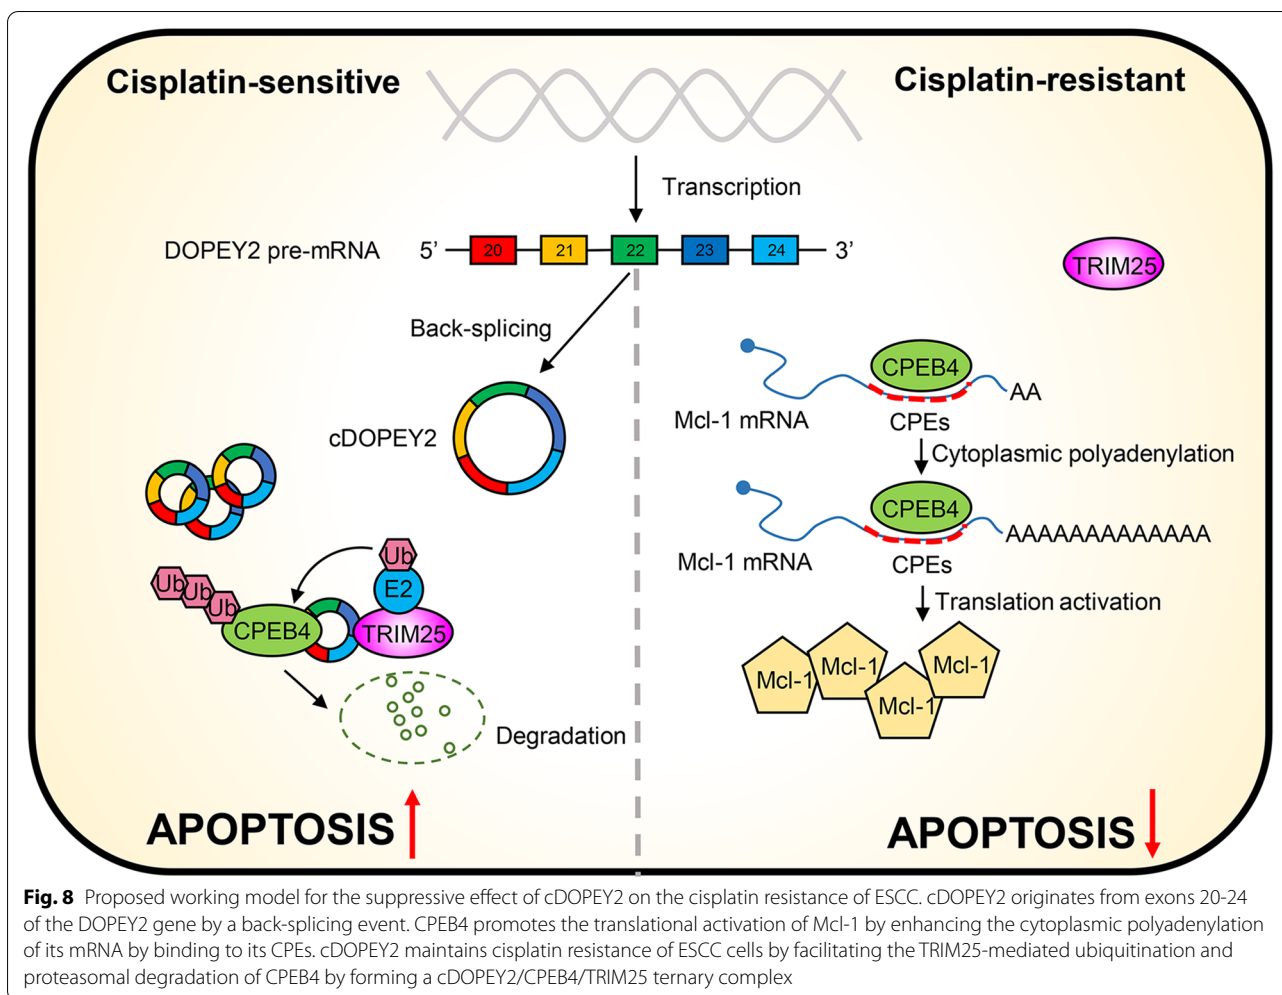 Cisplatin-sensitive
Cisplatin-resistant
Transcription
DOPEY2 pre-mRNA
5’
20
21
22
23
24
3’
Back-splicing
cDOPEY2
Ub
E2
Ub
Ub
Ub
CPEB4
TRIM25
Degradation
APOPTOSIS
TRIM25
CPEB4
AA
Mcl-1 mRNA
CPEs
Cytoplasmic polyadenylation
CPEB4
AAAAAAAAAAAAAA
Mcl-1 mRNA
CPEs
Translation activation
Mcl-1
Mcl-1
Mcl-1
Mcl-1
APOPTOSIS
Fig. 8 Proposed working model for the suppressive effect of cDOPEY2 on the cisplatin resistance of ESCC. cDOPEY2 originates from exons 20-24
of the DOPEY2 gene by a back-splicing event. CPEB4 promotes the translational activation of Mcl-1 by enhancing the cytoplasmic polyadenylation
of its mRNA by binding to its CPEs. cDOPEY2 maintains cisplatin resistance of ESCC cells by facilitating the TRIM25-mediated ubiquitination and
proteasomal degradation of CPEB4 by forming a cDOPEY2/CPEB4/TRIM25 ternary complex